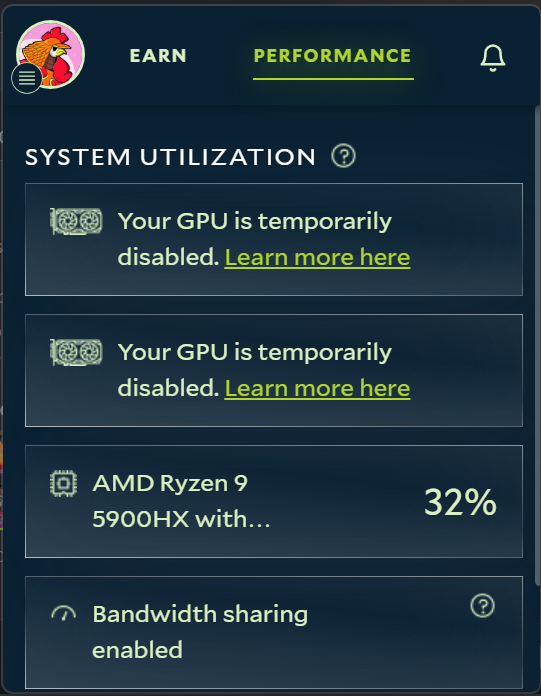 EARN
PERFORMANCE
SYSTEM UTILIZATION ?
Your GPU is temporarily
disabled. Learn more here
Your GPU is temporarily
disabled. Learn more here
AMD Ryzen 9
5900HX with...
32%
Bandwidth sharing ?
enabled